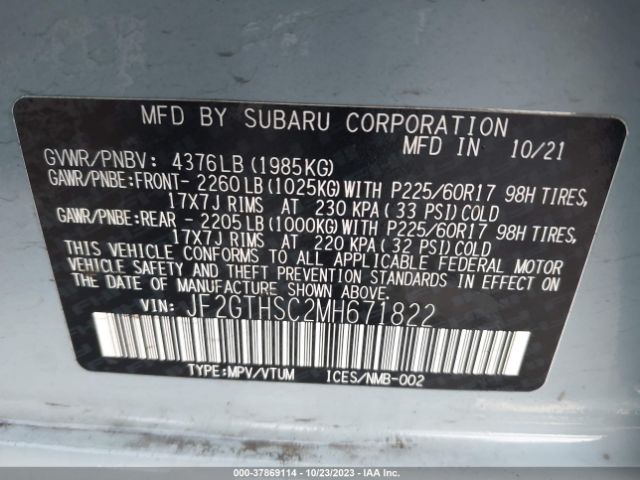 MFD BY SUBARU CORPORATION
MFD IN 10/21
GVWR/PNBV: 4376LB (1985KG)
GAWR/PNBE:FRONT- 2260LB (1025KG) WITH P225/60R17 98H TIRES,
17X7J RIMS AT 230 KPA (33 PSI) COLD
GAWR/PNBE:REAR - 2205LB (1000KG) WITH P225/60R17 98H TIRES,
17X7J RIMS AT 220 KPA (32 PSI) COLD
THIS VEHICLE CONFORMS TO ALL APPLICABLE FEDERAL MOTOR
VEHICLE SAFETY AND THEFT PREVENTION STANDARDS IN EFFECT ON
THE DATE OF MANUFACTURE SHOWN ABOVE.
VIN: JF2GTHSC2MH671822
TYPE:MPV/VTUM ICES/NMB-002
000-37869114 - 10/23/2023 - IAA Inc.